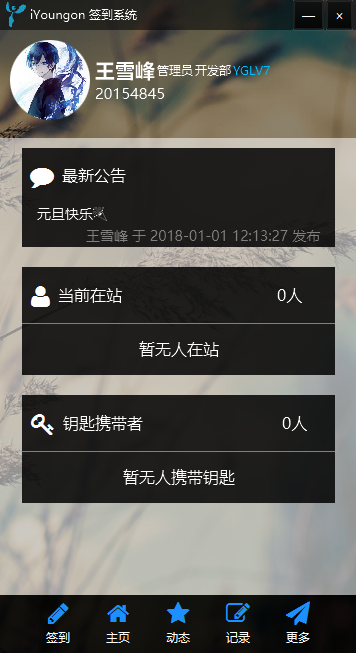 iYoungon 签到系统
王雪峰 管理员 开发部 YGLV7
20154845
最新公告
元旦快乐🎉
王雪峰 于 2018-01-01 12:13:27 发布
当前在站 0人
暂无人在站
钥匙携带者 0人
暂无人携带钥匙
签到 主页 动态 记录 更多